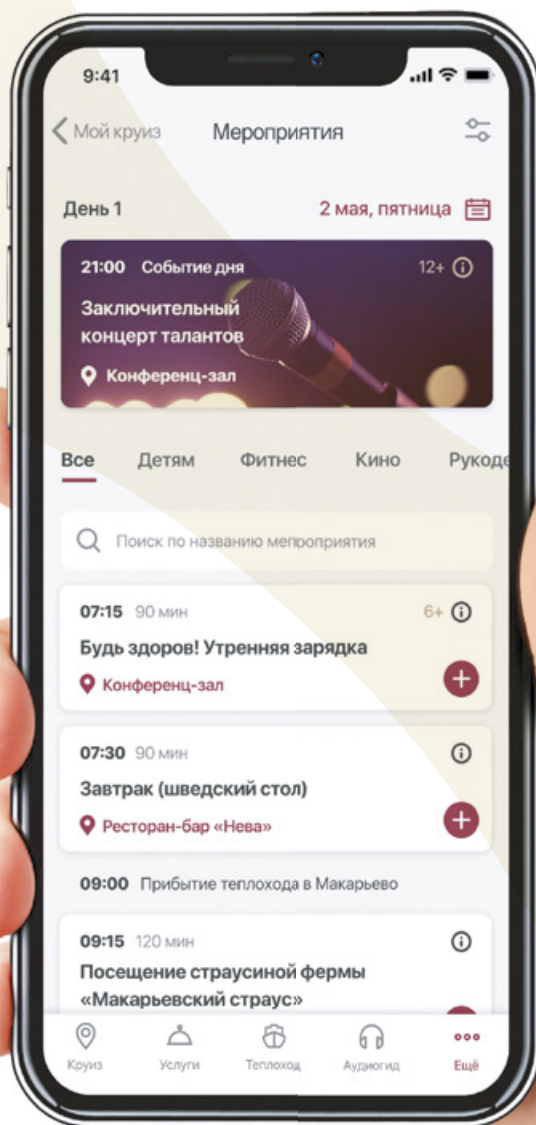 9:41
Мой круиз Мероприятия
День 1 2 мая, пятница
21:00 Событие дня 12+
Заключительный
концерт талантов
Конференц-зал
Все Детям Фитнес Кино Рукоде
Поиск по названию мепроприятия
07:15 90 мин 6+
Будь здоров! Утренняя зарядка
Конференц-зал
07:30 90 мин
Завтрак (шведский стол)
Ресторан-бар «Нева»
09:00 Прибытие теплохода в Макарьево
09:15 120 мин
Посещение страусиной фермы
«Макарьевский страус»
Круиз Услуги Теплоход Аудиогид Ещё